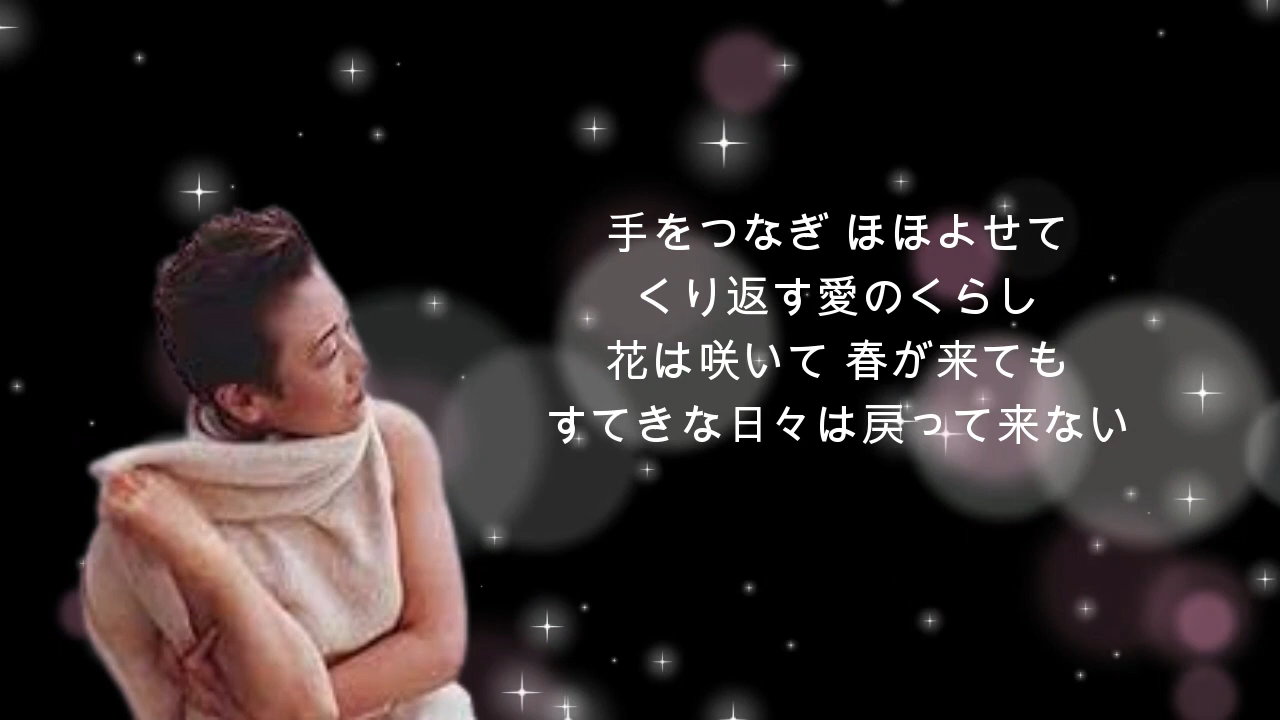 手をつなぎ ほほよせて
くり返す愛のくらし
花は咲いて 春が来ても
すてきな日々は戻って来ない